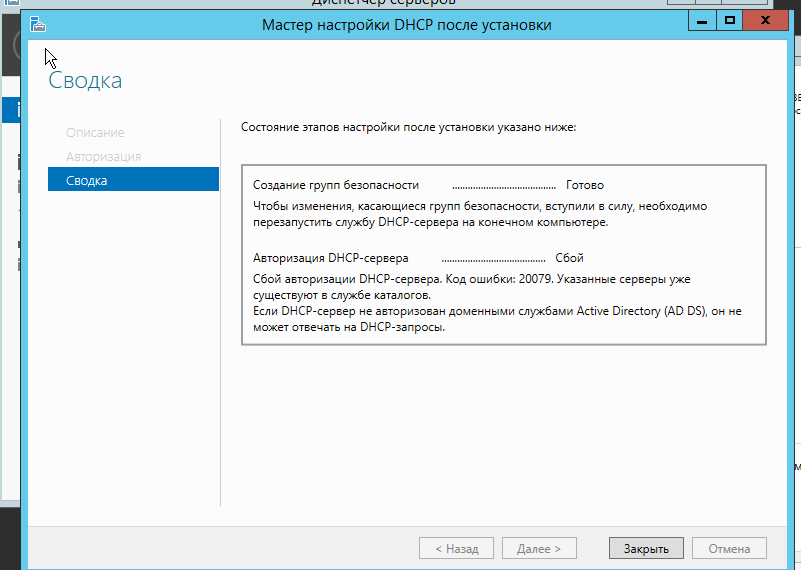 Диспетчер серверов
Мастер настройки DHCP после установки
Сводка
Описание
Авторизация
Сводка
Состояние этапов настройки после установки указано ниже:
Создание групп безопасности ........................................ Готово
Чтобы изменения, касающиеся групп безопасности, вступили в силу, необходимо
перезапустить службу DHCP-сервера на конечном компьютере.
Авторизация DHCP-сервера ........................................ Сбой
Сбой авторизации DHCP-сервера. Код ошибки: 20079. Указанные серверы уже
существуют в службе каталогов.
Если DHCP-сервер не авторизован доменными службами Active Directory (AD DS), он не
может отвечать на DHCP-запросы.
< Назад
Далее >
Закрыть
Отмена